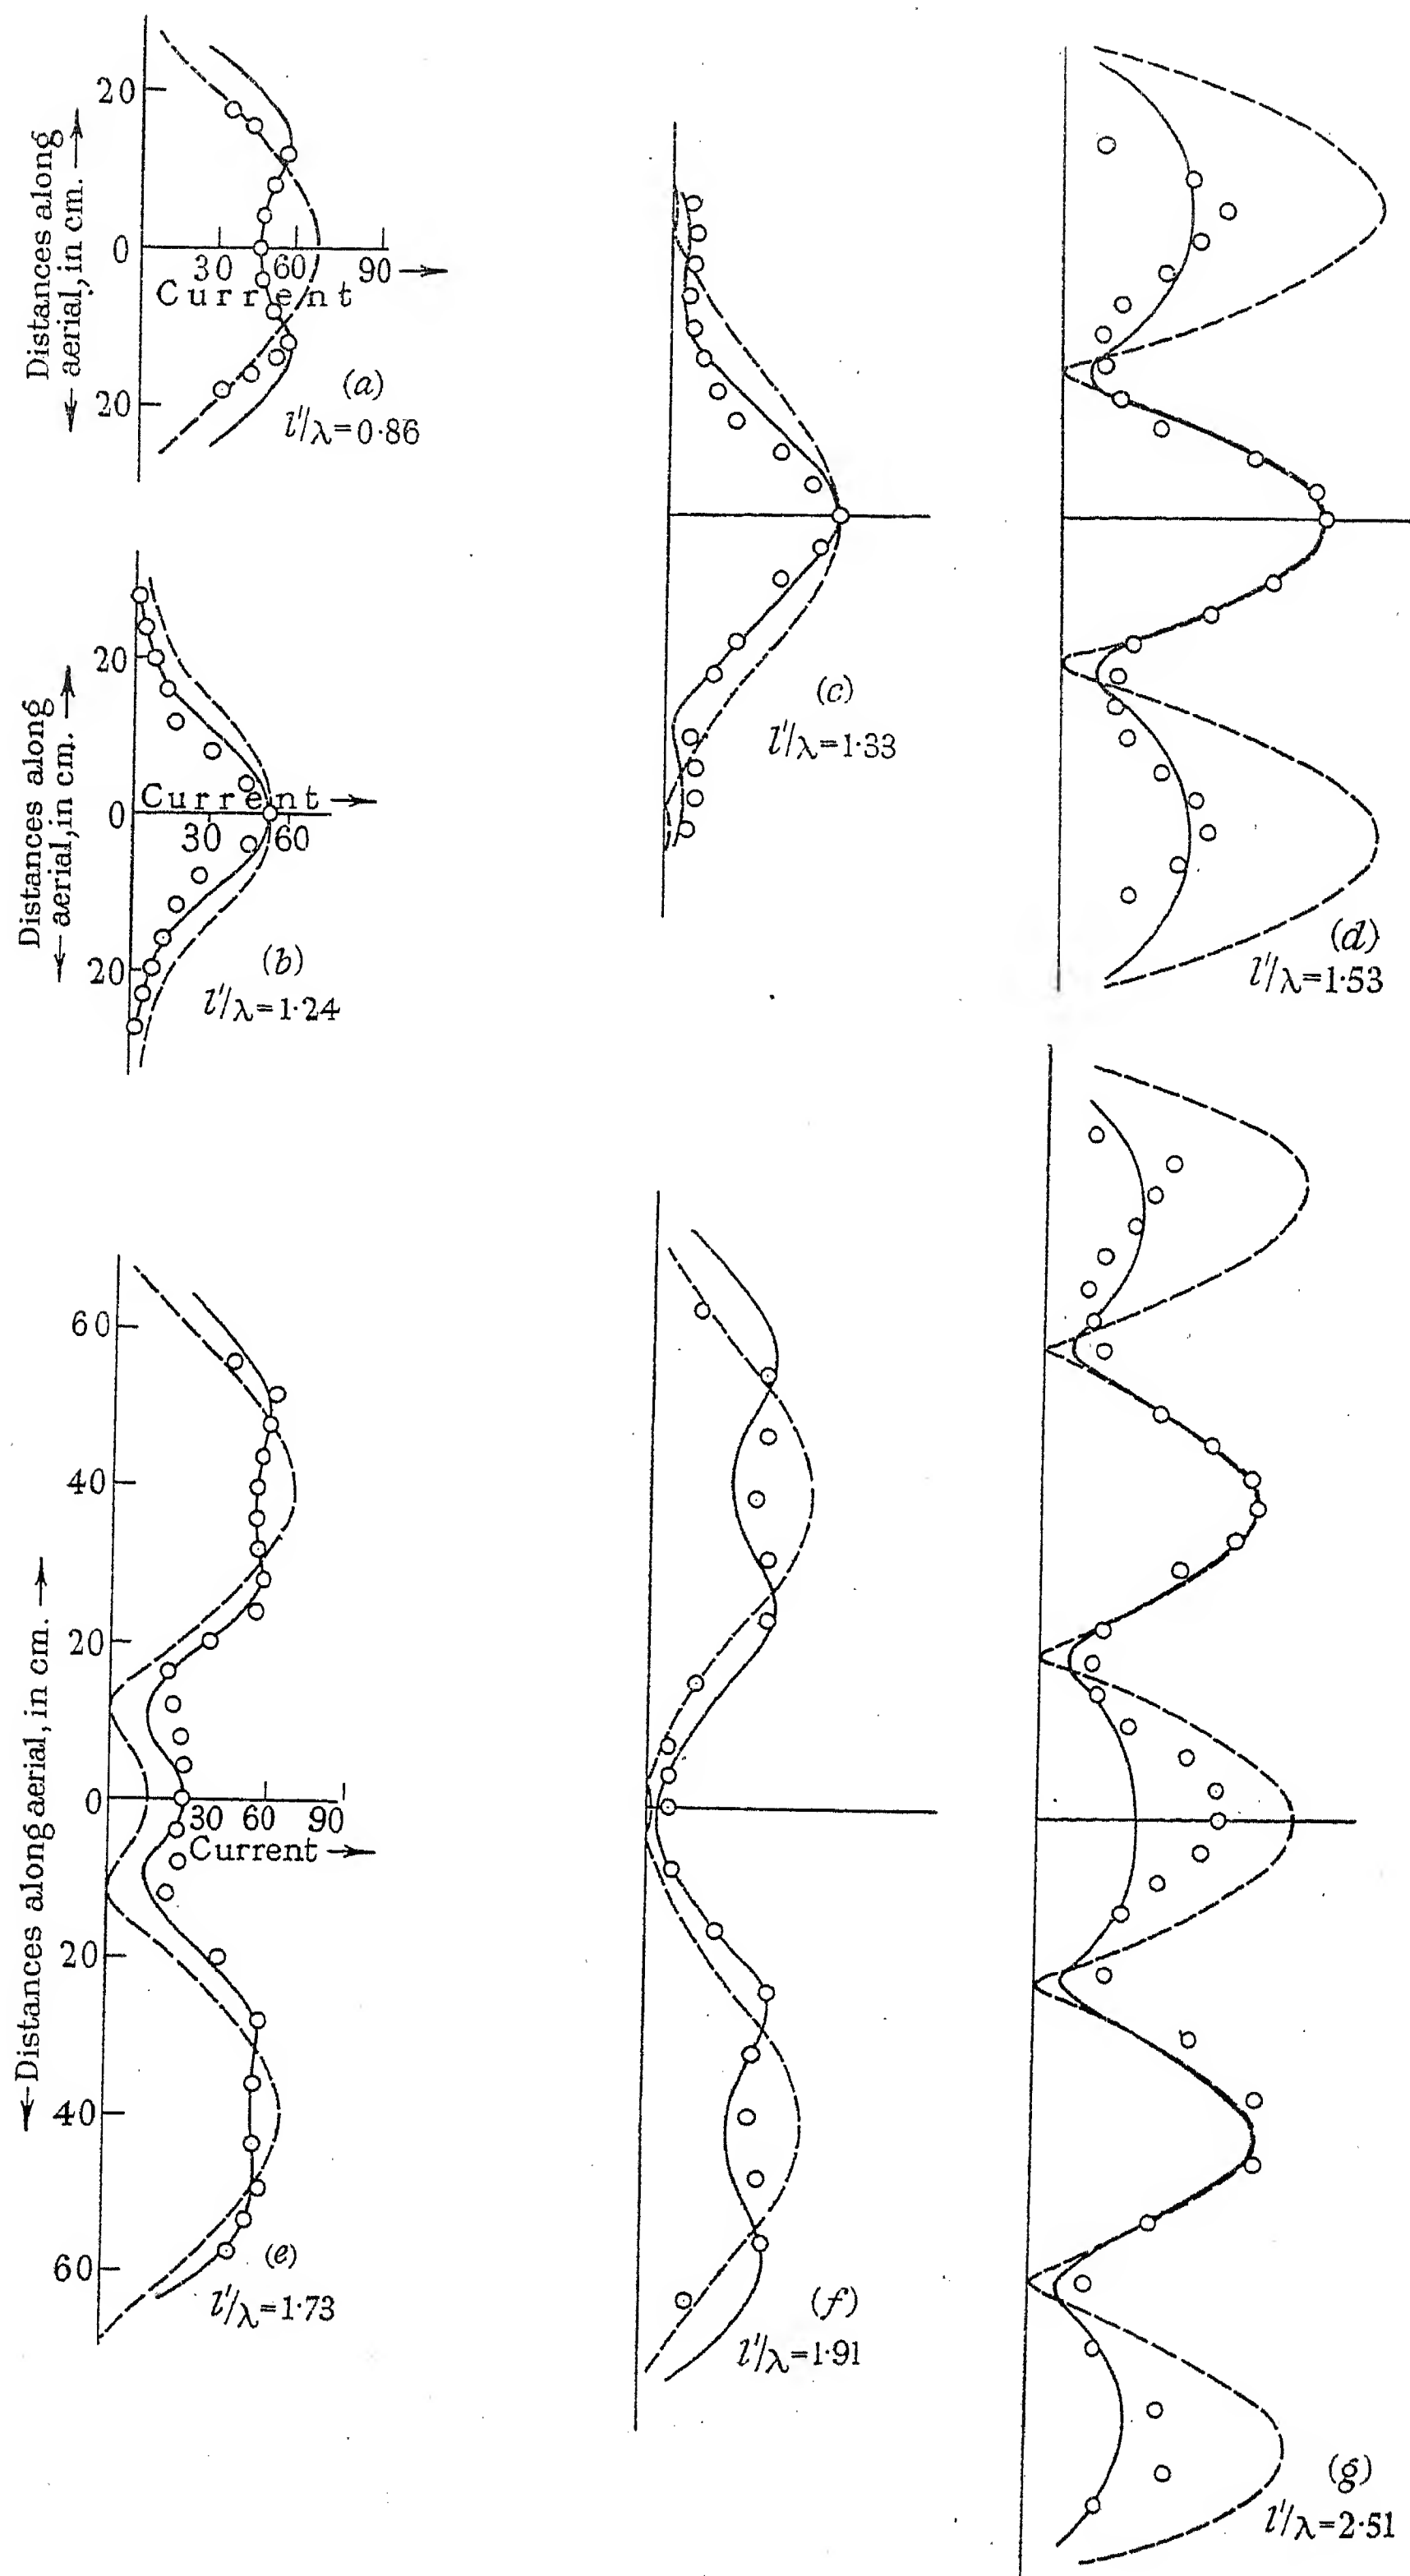 20
0
20
Distances along
← aerial, in cm. →
30 60 90 →
Current
(a)
l'/λ=0·86
20
0
20
Distances along
← aerial, in cm. →
Current →
30 60
(b)
l'/λ=1·24
(c)
l'/λ=1·33
(d)
l'/λ=1·53
60
40
20
0
20
40
60
← Distances along aerial, in cm. →
30 60 90
Current →
(e)
l'/λ=1·73
(f)
l'/λ=1·91
(g)
l'/λ=2·51